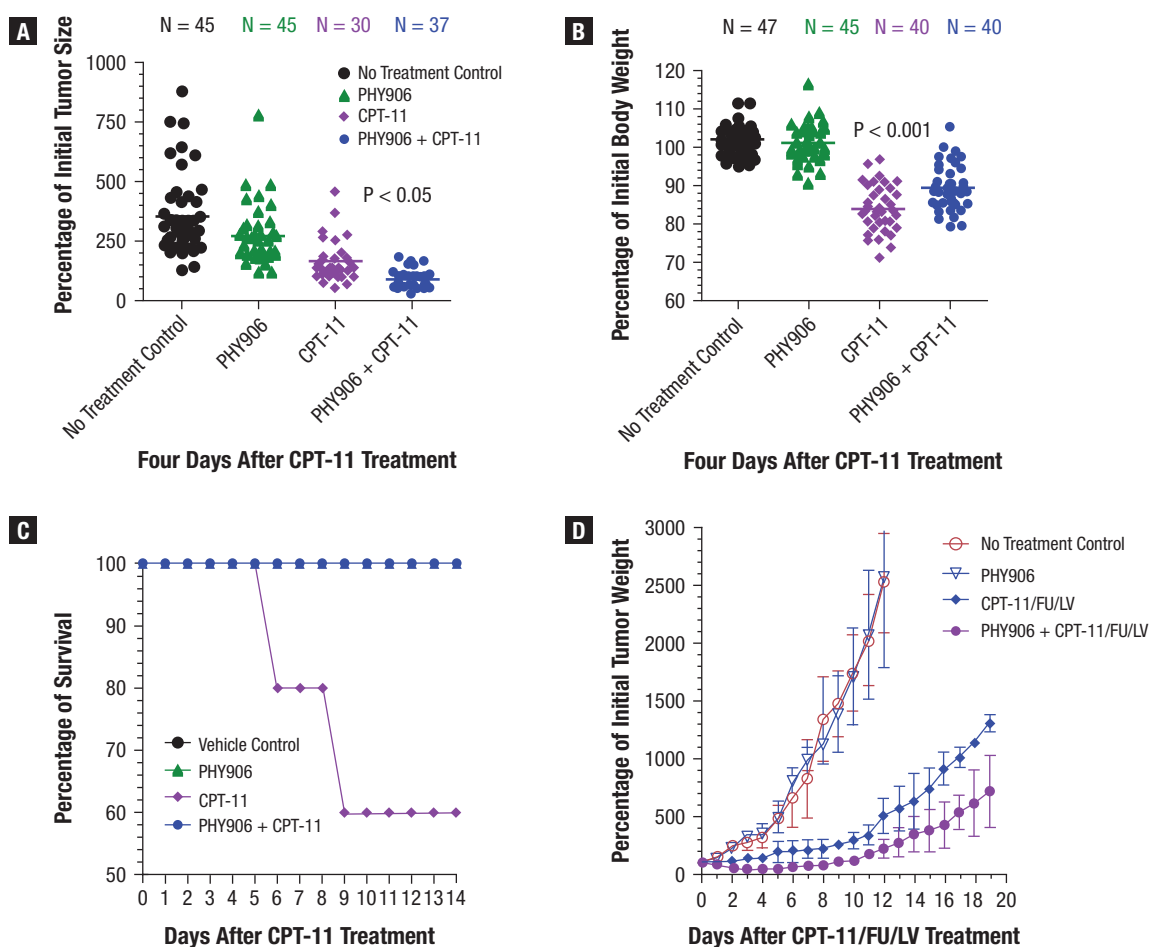 A
N = 45 N = 45 N = 30 N = 37
Percentage of Initial Tumor Size
1000
750
500
250
0
No Treatment Control
PHY906
CPT-11
PHY906 + CPT-11
P < 0.05
No Treatment Control
PHY906
CPT-11
PHY906 + CPT-11
Four Days After CPT-11 Treatment
B
N = 47 N = 45 N = 40 N = 40
Percentage of Initial Body Weight
120
110
100
90
80
70
60
P < 0.001
No Treatment Control
PHY906
CPT-11
PHY906 + CPT-11
Four Days After CPT-11 Treatment
C
Percentage of Survival
100
90
80
70
60
50
Vehicle Control
PHY906
CPT-11
PHY906 + CPT-11
0 1 2 3 4 5 6 7 8 9 10 11 12 13 14
Days After CPT-11 Treatment
D
Percentage of Initial Tumor Weight
3000
2500
2000
1500
1000
500
0
No Treatment Control
PHY906
CPT-11/FU/LV
PHY906 + CPT-11/FU/LV
0 2 4 6 8 10 12 14 16 18 20
Days After CPT-11/FU/LV Treatment